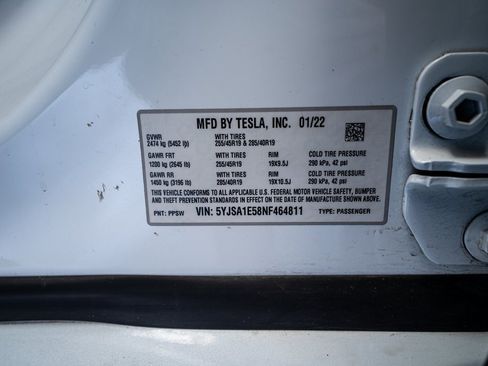 MFD BY TESLA, INC. 01/22
GVWR WITH TIRES
2474 kg (5452 lb) 255/45R19 & 285/40R19
GAWR FRT WITH TIRES RIM COLD TIRE PRESSURE
1200 kg (2645 lb) 255/45R19 19X9.5J 290 kPa, 42 psi
GAWR RR WITH TIRES RIM COLD TIRE PRESSURE
1450 kg (3196 lb) 285/40R19 19X10.5J 290 kPa, 42 psi
THIS VEHICLE CONFORMS TO ALL APPLICABLE U.S. FEDERAL MOTOR VEHICLE SAFETY, BUMPER
AND THEFT PREVENTION STANDARDS IN EFFECT ON THE DATE OF MANUFACTURE SHOWN ABOVE.
PNT: PPSW VIN: 5YJSA1E58NF464811 TYPE: PASSENGER